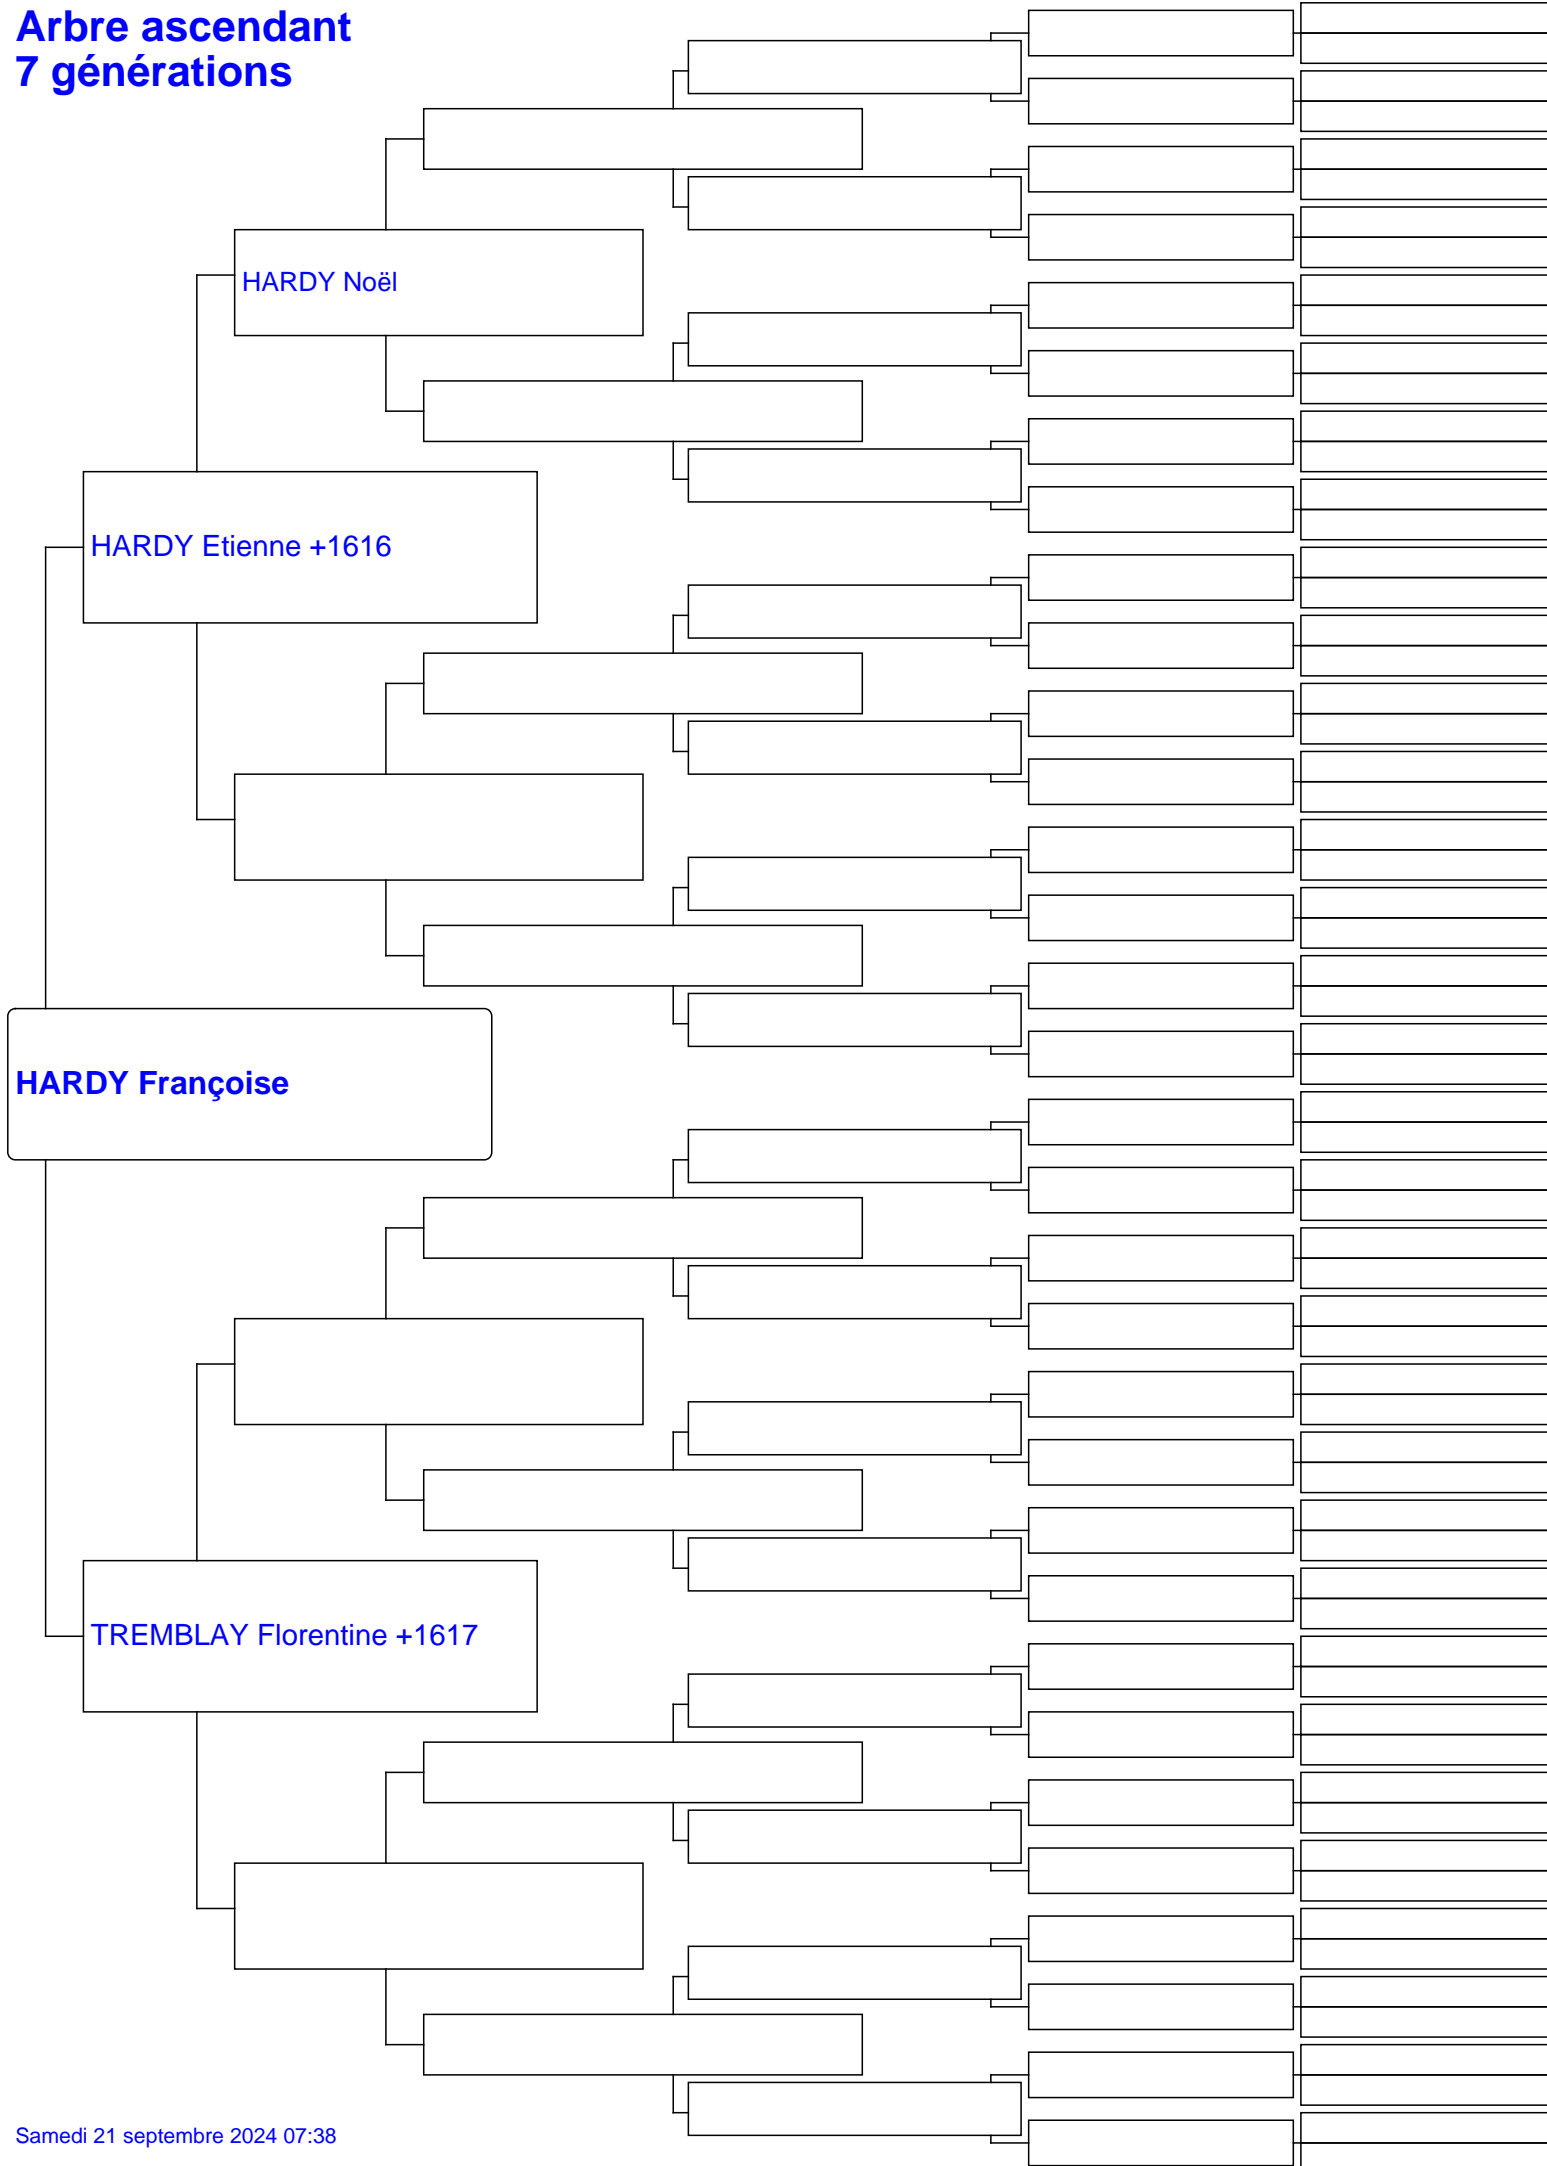 Arbre ascendant
7 générations
HARDY Noël
HARDY Etienne +1616
HARDY Françoise
TREMBLAY Florentine +1617
Samedi 21 septembre 2024 07:38